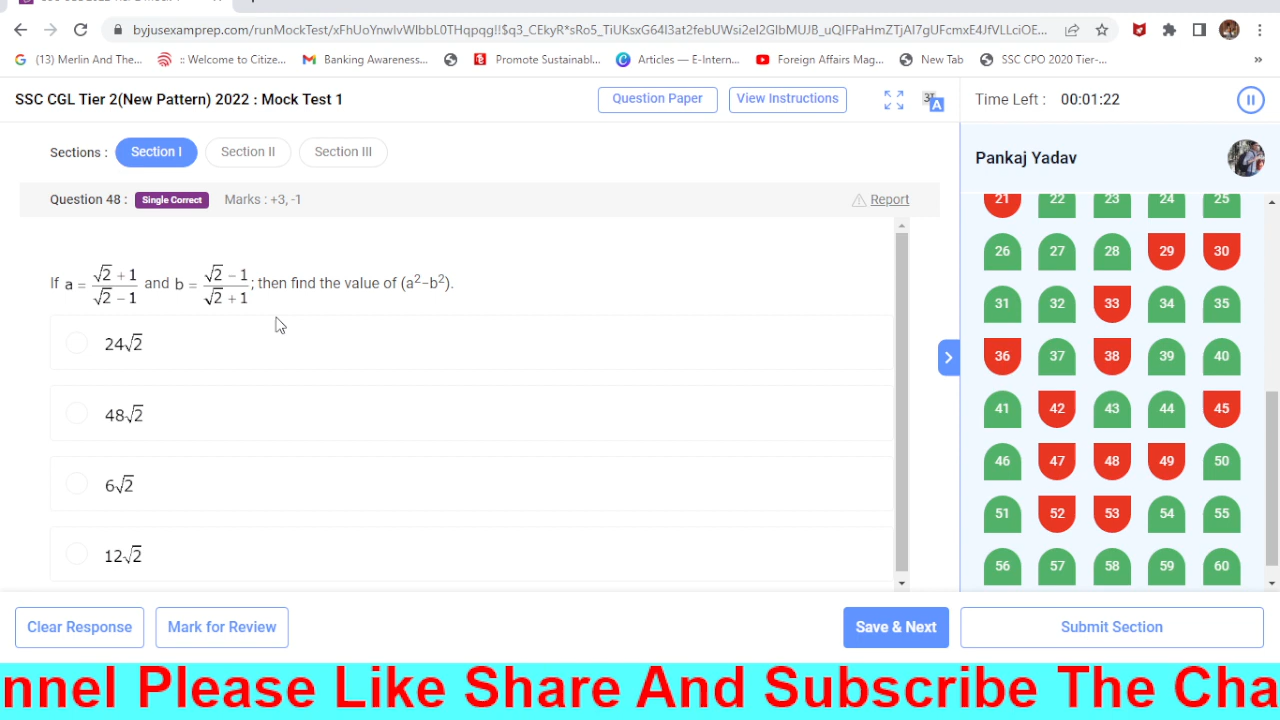 byjusexamprep.com/runMockTest/xFhUoYnwlvWlbbL0THqpqg!!$q3_CEkyR*sRo5_TiUKsxG64I3at2febUWsi2eI2GlbMUJ8_uQIFPaHmZTjAI7gUFcmxE4JfVLLciOE...
(13) Merlin And The...
:: Welcome to Citize...
Banking Awareness...
Promote Sustainabl...
Articles — E-Intern...
Foreign Affairs Mag...
New Tab
SSC CPO 2020 Tier-...
»
SSC CGL Tier 2(New Pattern) 2022 : Mock Test 1
Question Paper
View Instructions
Time Left : 00:01:22
Sections : Section I Section II Section III
Pankaj Yadav
Question 48 : Single Correct Marks : +3, -1
Report
If a = (√2 + 1)/(√2 − 1) and b = (√2 − 1)/(√2 + 1); then find the value of (a²−b²).
24√2
48√2
6√2
12√2
21 22 23 24 25
26 27 28 29 30
31 32 33 34 35
36 37 38 39 40
41 42 43 44 45
46 47 48 49 50
51 52 53 54 55
56 57 58 59 60
Clear Response
Mark for Review
Save & Next
Submit Section
nnel Please Like Share And Subscribe The Cha